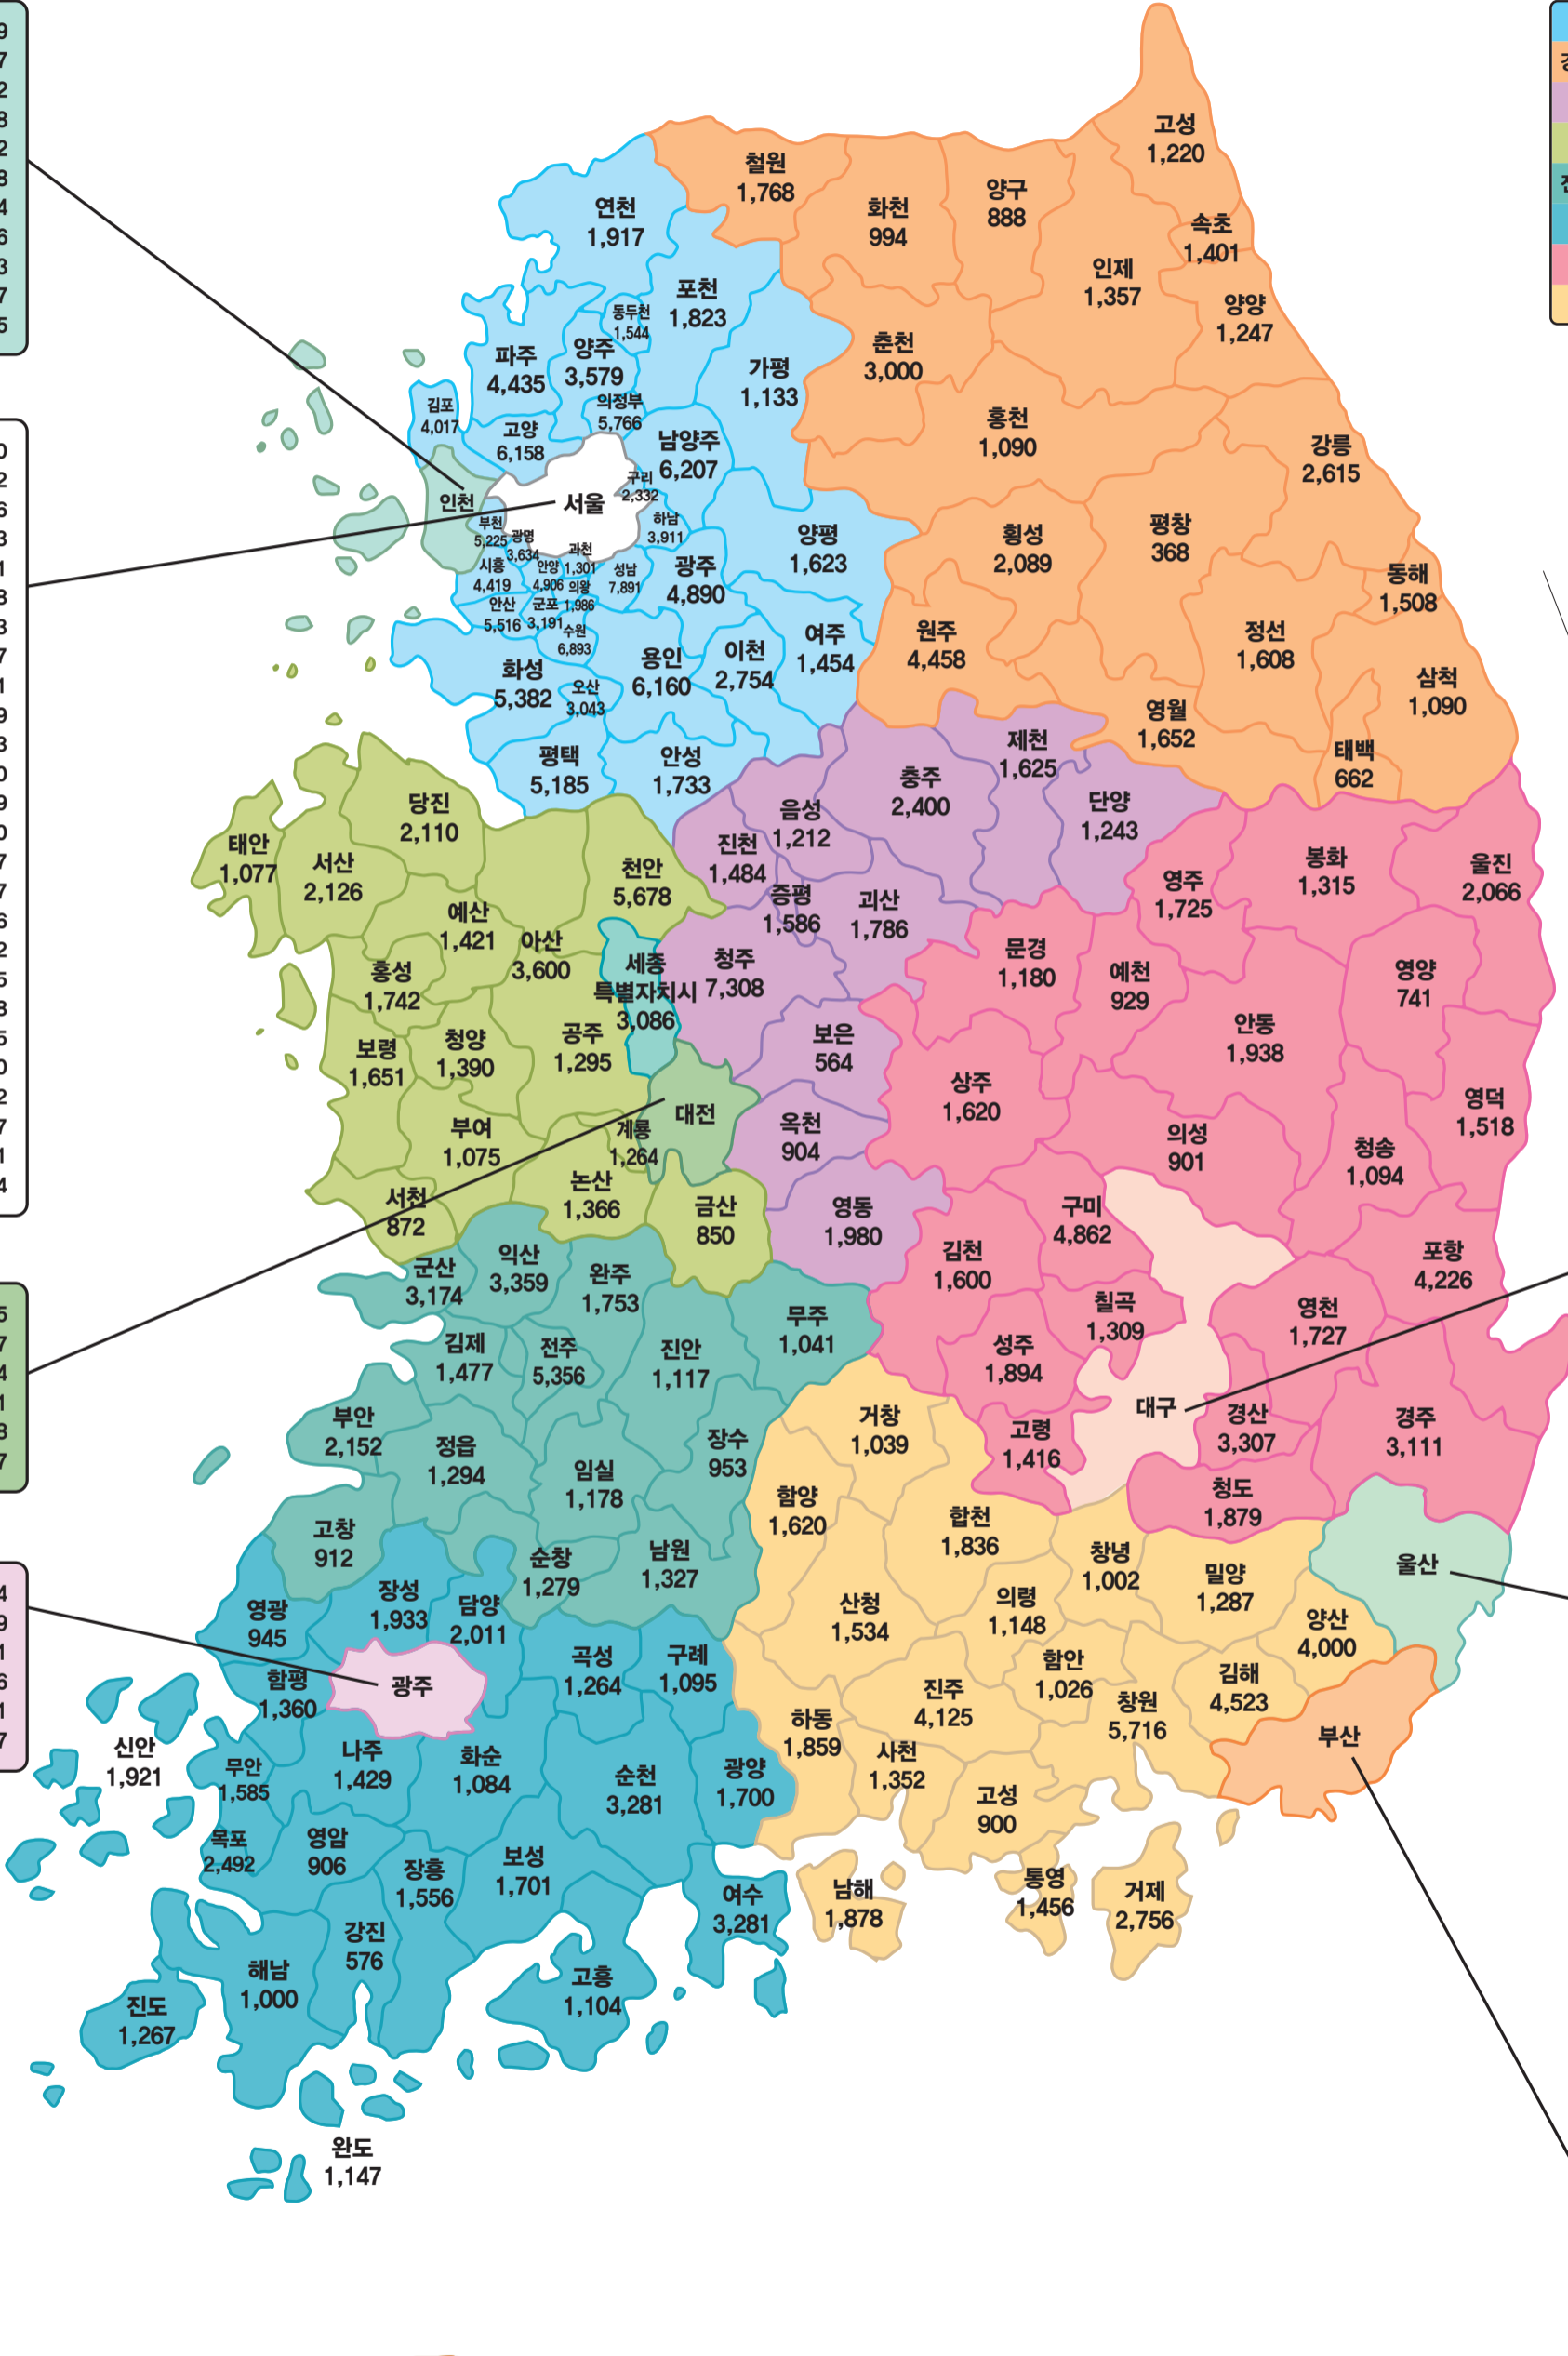 고성
1,220
철원
1,768
화천
994
양구
888
속초
1,401
인제
1,357
양양
1,247
연천
1,917
포천
1,823
동두천
1,544
파주
4,435
양주
3,579
가평
1,133
춘천
3,000
김포
4,017
의정부
5,766
고양
6,158
남양주
6,207
홍천
1,090
강릉
2,615
구리
2,332
인천
서울
부천
5,225
광명
3,634
하남
3,911
양평
1,623
횡성
2,089
평창
368
과천
1,301
시흥
4,419
안양
4,906
의왕
1,986
성남
7,891
광주
4,890
동해
1,508
안산
5,516
군포
3,191
수원
6,893
여주
1,454
원주
4,458
정선
1,608
화성
5,382
오산
3,043
용인
6,160
이천
2,754
삼척
1,090
영월
1,652
태백
662
평택
5,185
안성
1,733
제천
1,625
충주
2,400
단양
1,243
음성
1,212
당진
2,110
진천
1,484
태안
1,077
서산
2,126
천안
5,678
증평
1,586
괴산
1,786
영주
1,725
봉화
1,315
울진
2,066
예산
1,421
아산
3,600
홍성
1,742
세종
특별자치시
3,086
청주
7,308
문경
1,180
예천
929
영양
741
보령
1,651
청양
1,390
공주
1,295
보은
564
안동
1,938
상주
1,620
영덕
1,518
대전
부여
1,075
계룡
1,264
옥천
904
의성
901
청송
1,094
서천
872
논산
1,366
금산
850
영동
1,980
구미
4,862
김천
1,600
포항
4,226
군산
3,174
익산
3,359
완주
1,753
무주
1,041
칠곡
1,309
영천
1,727
김제
1,477
전주
5,356
진안
1,117
성주
1,894
대구
부안
2,152
정읍
1,294
장수
953
거창
1,039
고령
1,416
경산
3,307
경주
3,111
임실
1,178
함양
1,620
합천
1,836
청도
1,879
고창
912
순창
1,279
남원
1,327
창녕
1,002
밀양
1,287
울산
장성
1,933
담양
2,011
영광
945
산청
1,534
의령
1,148
양산
4,000
함평
1,360
광주
곡성
1,264
구례
1,095
진주
4,125
함안
1,026
창원
5,716
김해
4,523
부산
신안
1,921
무안
1,585
나주
1,429
화순
1,084
순천
3,281
광양
1,700
하동
1,859
사천
1,352
고성
900
목포
2,492
영암
906
장흥
1,556
보성
1,701
여수
3,281
남해
1,878
통영
1,456
거제
2,756
강진
576
해남
1,000
고흥
1,104
진도
1,267
완도
1,147